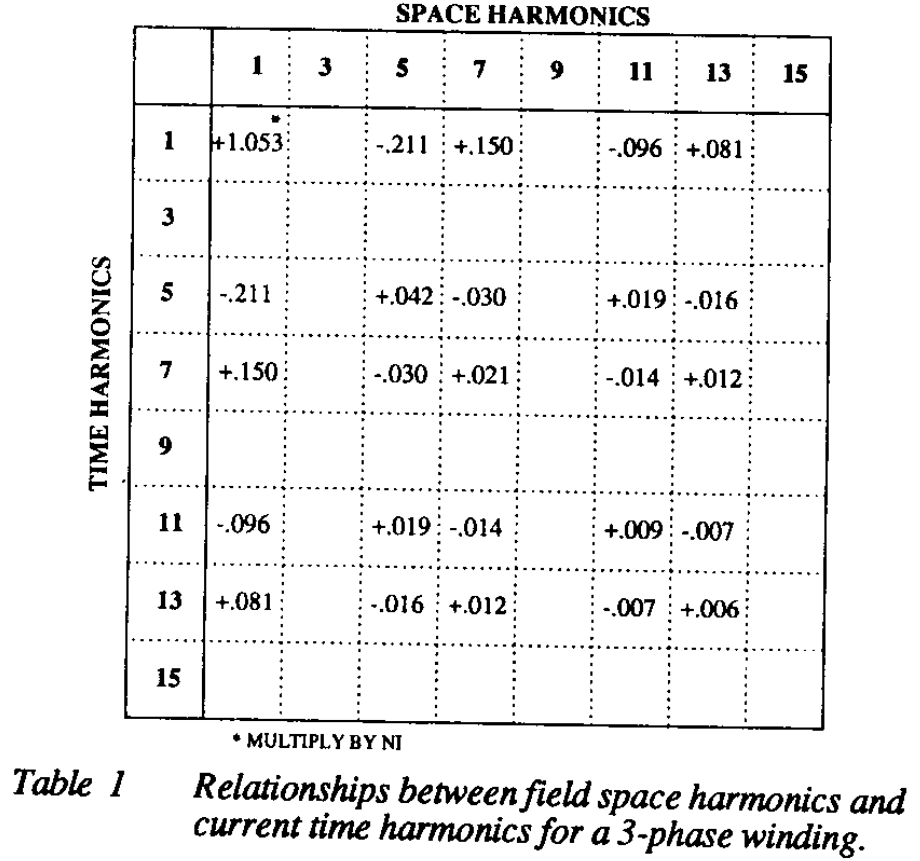 SPACE HARMONICS
1 3 5 7 9 11 13 15
TIME HARMONICS
1 +1.053* -.211 +.150 -.096 +.081
3
5 -.211 +.042 -.030 +.019 -.016
7 +.150 -.030 +.021 -.014 +.012
9
11 -.096 +.019 -.014 +.009 -.007
13 +.081 -.016 +.012 -.007 +.006
15
* MULTIPLY BY NI
Table 1 Relationships between field space harmonics and
current time harmonics for a 3-phase winding.